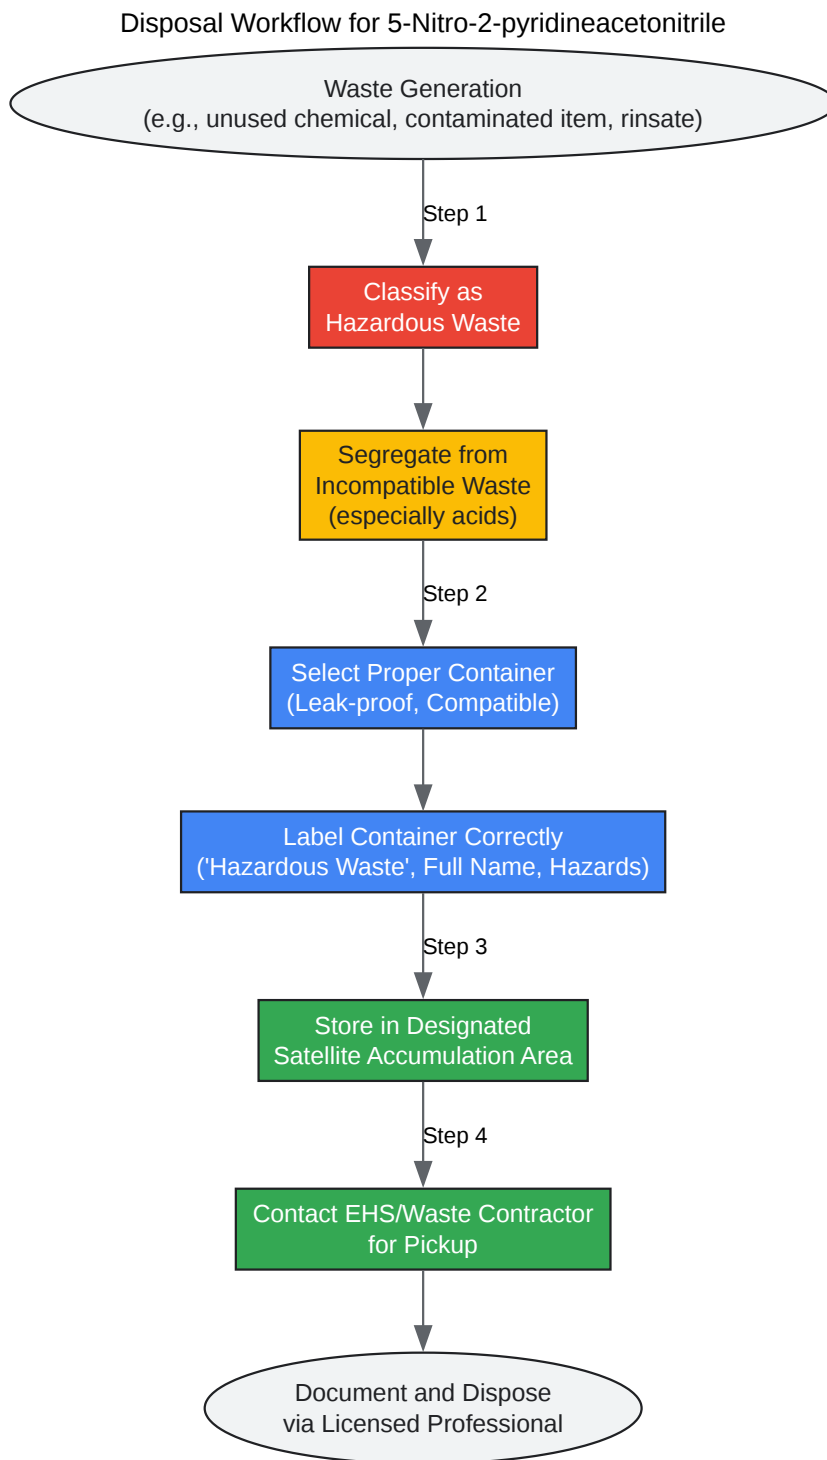 Disposal Workflow for 5-Nitro-2-pyridineacetonitrile
Waste Generation
(e.g., unused chemical, contaminated item, rinsate)
Step 1
Classify as
Hazardous Waste
Segregate from
Incompatible Waste
(especially acids)
Step 2
Select Proper Container
(Leak-proof, Compatible)
Label Container Correctly
('Hazardous Waste', Full Name, Hazards)
Step 3
Store in Designated
Satellite Accumulation Area
Step 4
Contact EHS/Waste Contractor
for Pickup
Document and Dispose
via Licensed Professional